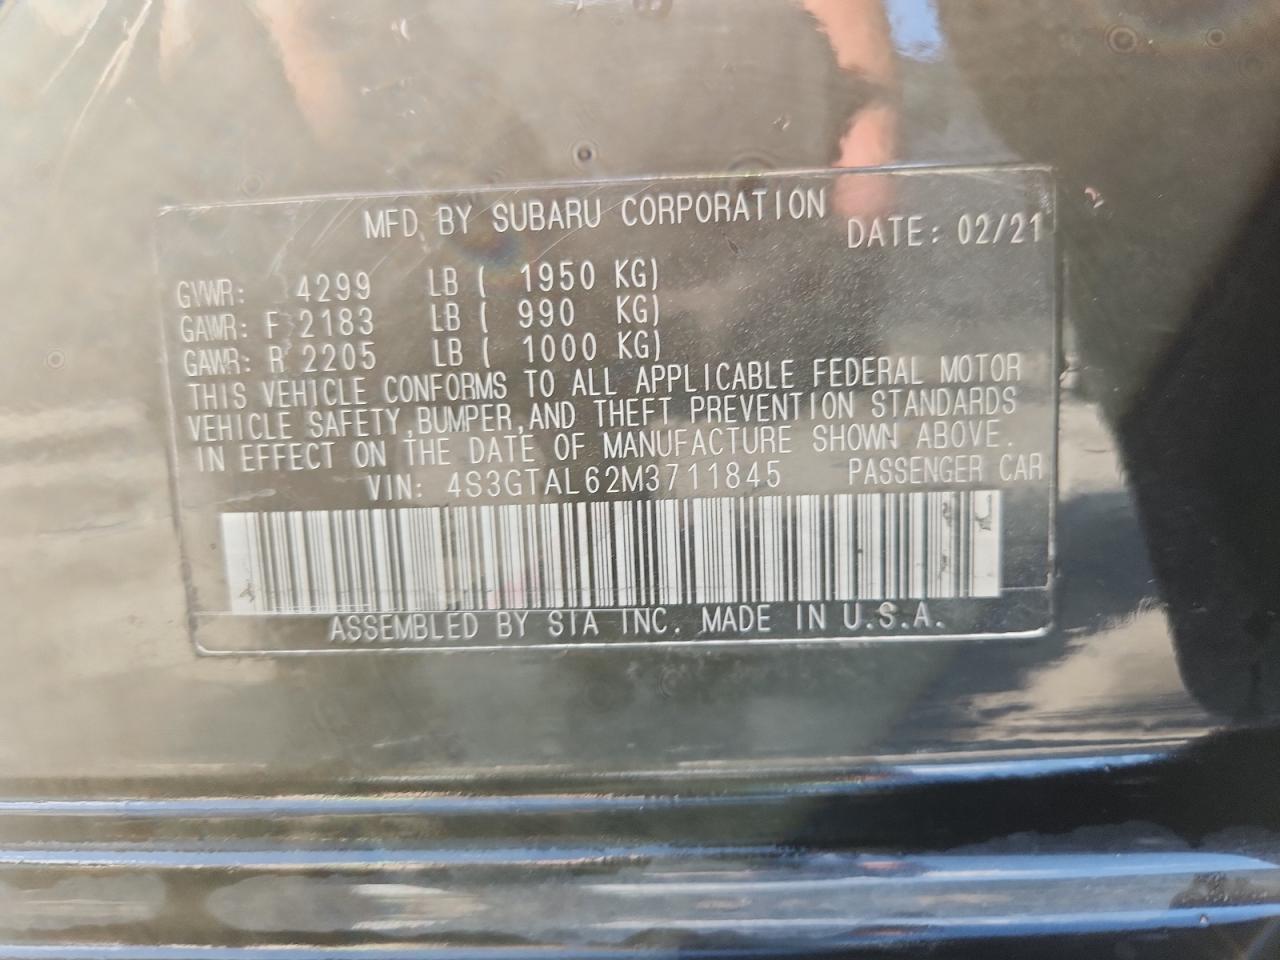 MFD BY SUBARU CORPORATION
DATE: 02/21
GVWR: 4299 LB ( 1950 KG)
GAWR: F 2183 LB ( 990 KG)
GAWR: R 2205 LB ( 1000 KG)
THIS VEHICLE CONFORMS TO ALL APPLICABLE FEDERAL MOTOR
VEHICLE SAFETY,BUMPER,AND THEFT PREVENTION STANDARDS
IN EFFECT ON THE DATE OF MANUFACTURE SHOWN ABOVE.
VIN: 4S3GTAL62M3711845 PASSENGER CAR
ASSEMBLED BY SIA INC. MADE IN U.S.A.